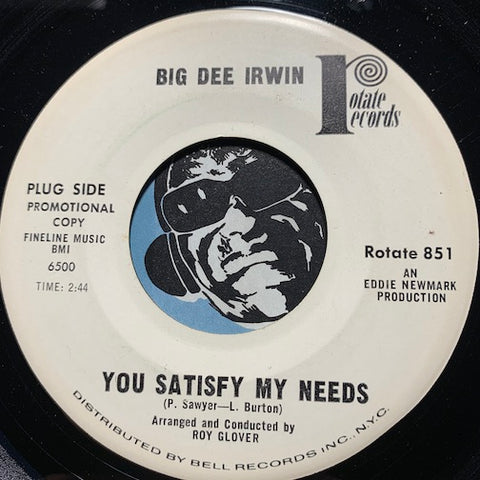 BIG DEE IRWIN
rotate
records
PLUG SIDE
PROMOTIONAL
COPY
FINELINE MUSIC
BMI
6500
TIME: 2:44
Rotate 851
AN
EDDIE NEWMARK
PRODUCTION
YOU SATISFY MY NEEDS
(P. Sawyer—L. Burton)
Arranged and Conducted by
ROY GLOVER
DISTRIBUTED BY BELL RECORDS INC., N.Y.C.